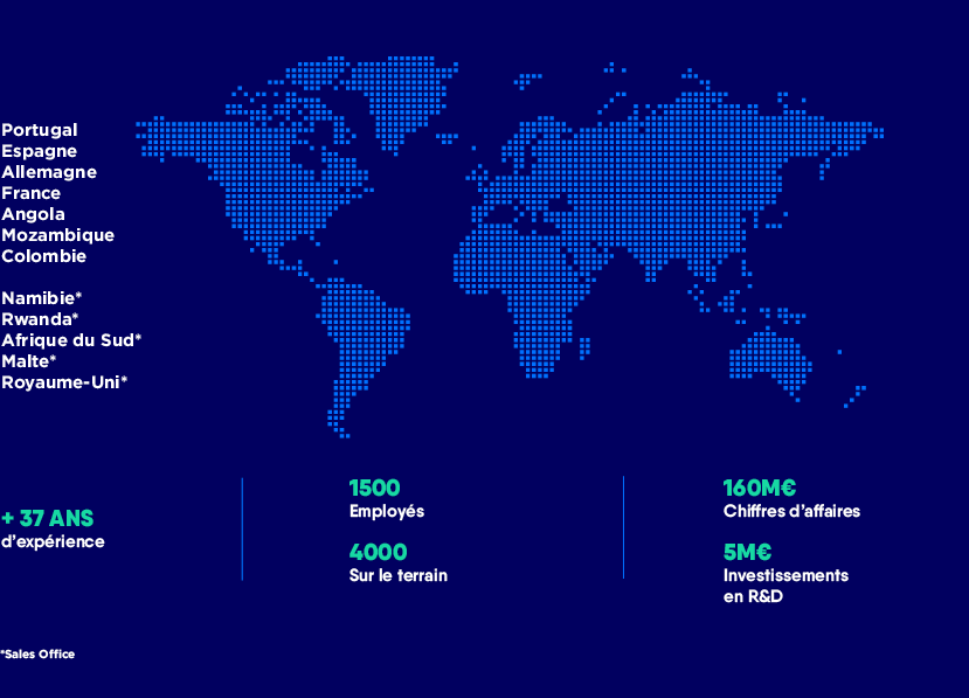 Portugal
Espagne
Allemagne
France
Angola
Mozambique
Colombie
Namibie*
Rwanda*
Afrique du Sud*
Malte*
Royaume-Uni*
+ 37 ANS
d'expérience
1500
Employés
4000
Sur le terrain
160M€
Chiffres d'affaires
5M€
Investissements
en R&D
*Sales Office